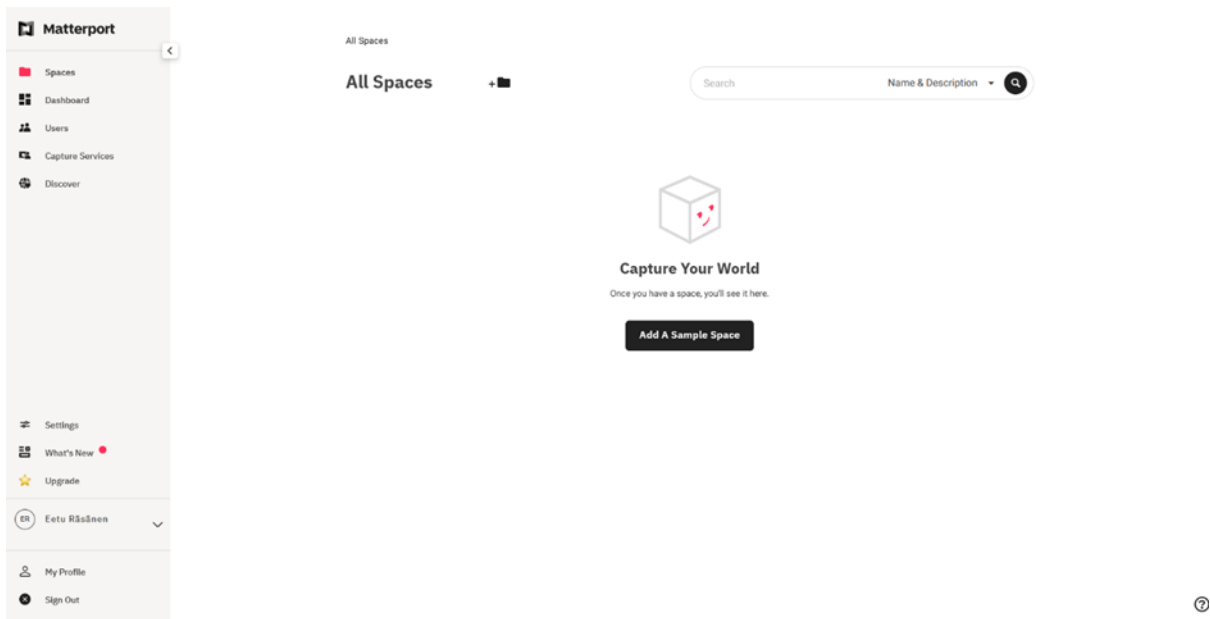 Matterport
Spaces
Dashboard
Users
Capture Services
Discover
Settings
What's New
Upgrade
ER Eetu Räsänen
My Profile
Sign Out
All Spaces
All Spaces +
Search Name & Description
Capture Your World
Once you have a space, you'll see it here.
Add A Sample Space
?